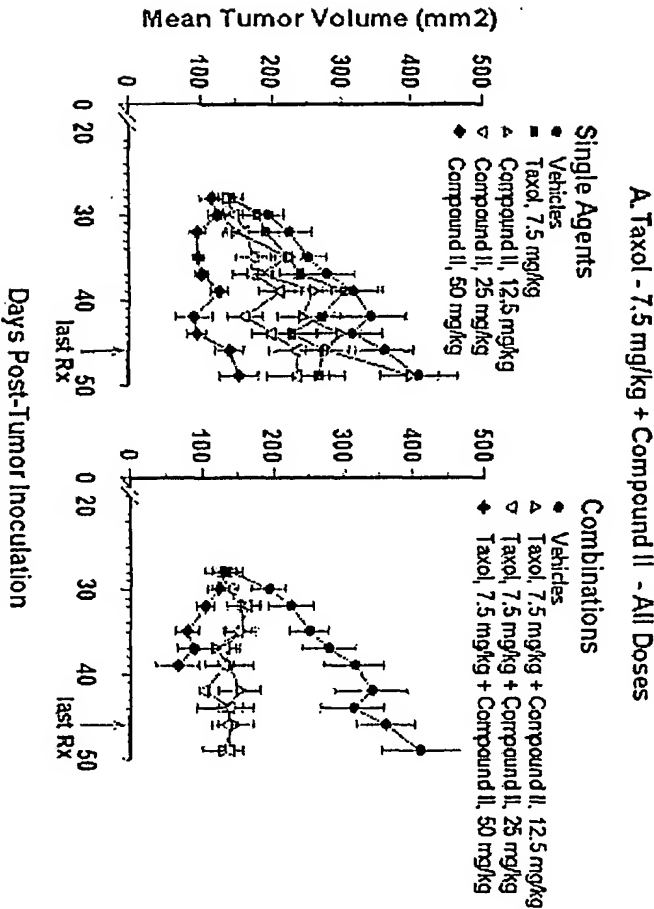 A. Taxol - 7.5 mg/kg + Compound II - All Doses
Single Agents
Vehicles
Taxol, 7.5 mg/kg
Compound II, 12.5 mg/kg
Compound II, 25 mg/kg
Compound II, 50 mg/kg
Mean Tumor Volume (mm2)
500
400
300
200
100
0
0 20 30 40 50
last Rx
Combinations
Vehicles
Taxol, 7.5 mg/kg + Compound II, 12.5 mg/kg
Taxol, 7.5 mg/kg + Compound II, 25 mg/kg
Taxol, 7.5 mg/kg + Compound II, 50 mg/kg
500
400
300
200
100
0
0 20 30 40 50
last Rx
Days Post-Tumor Inoculation